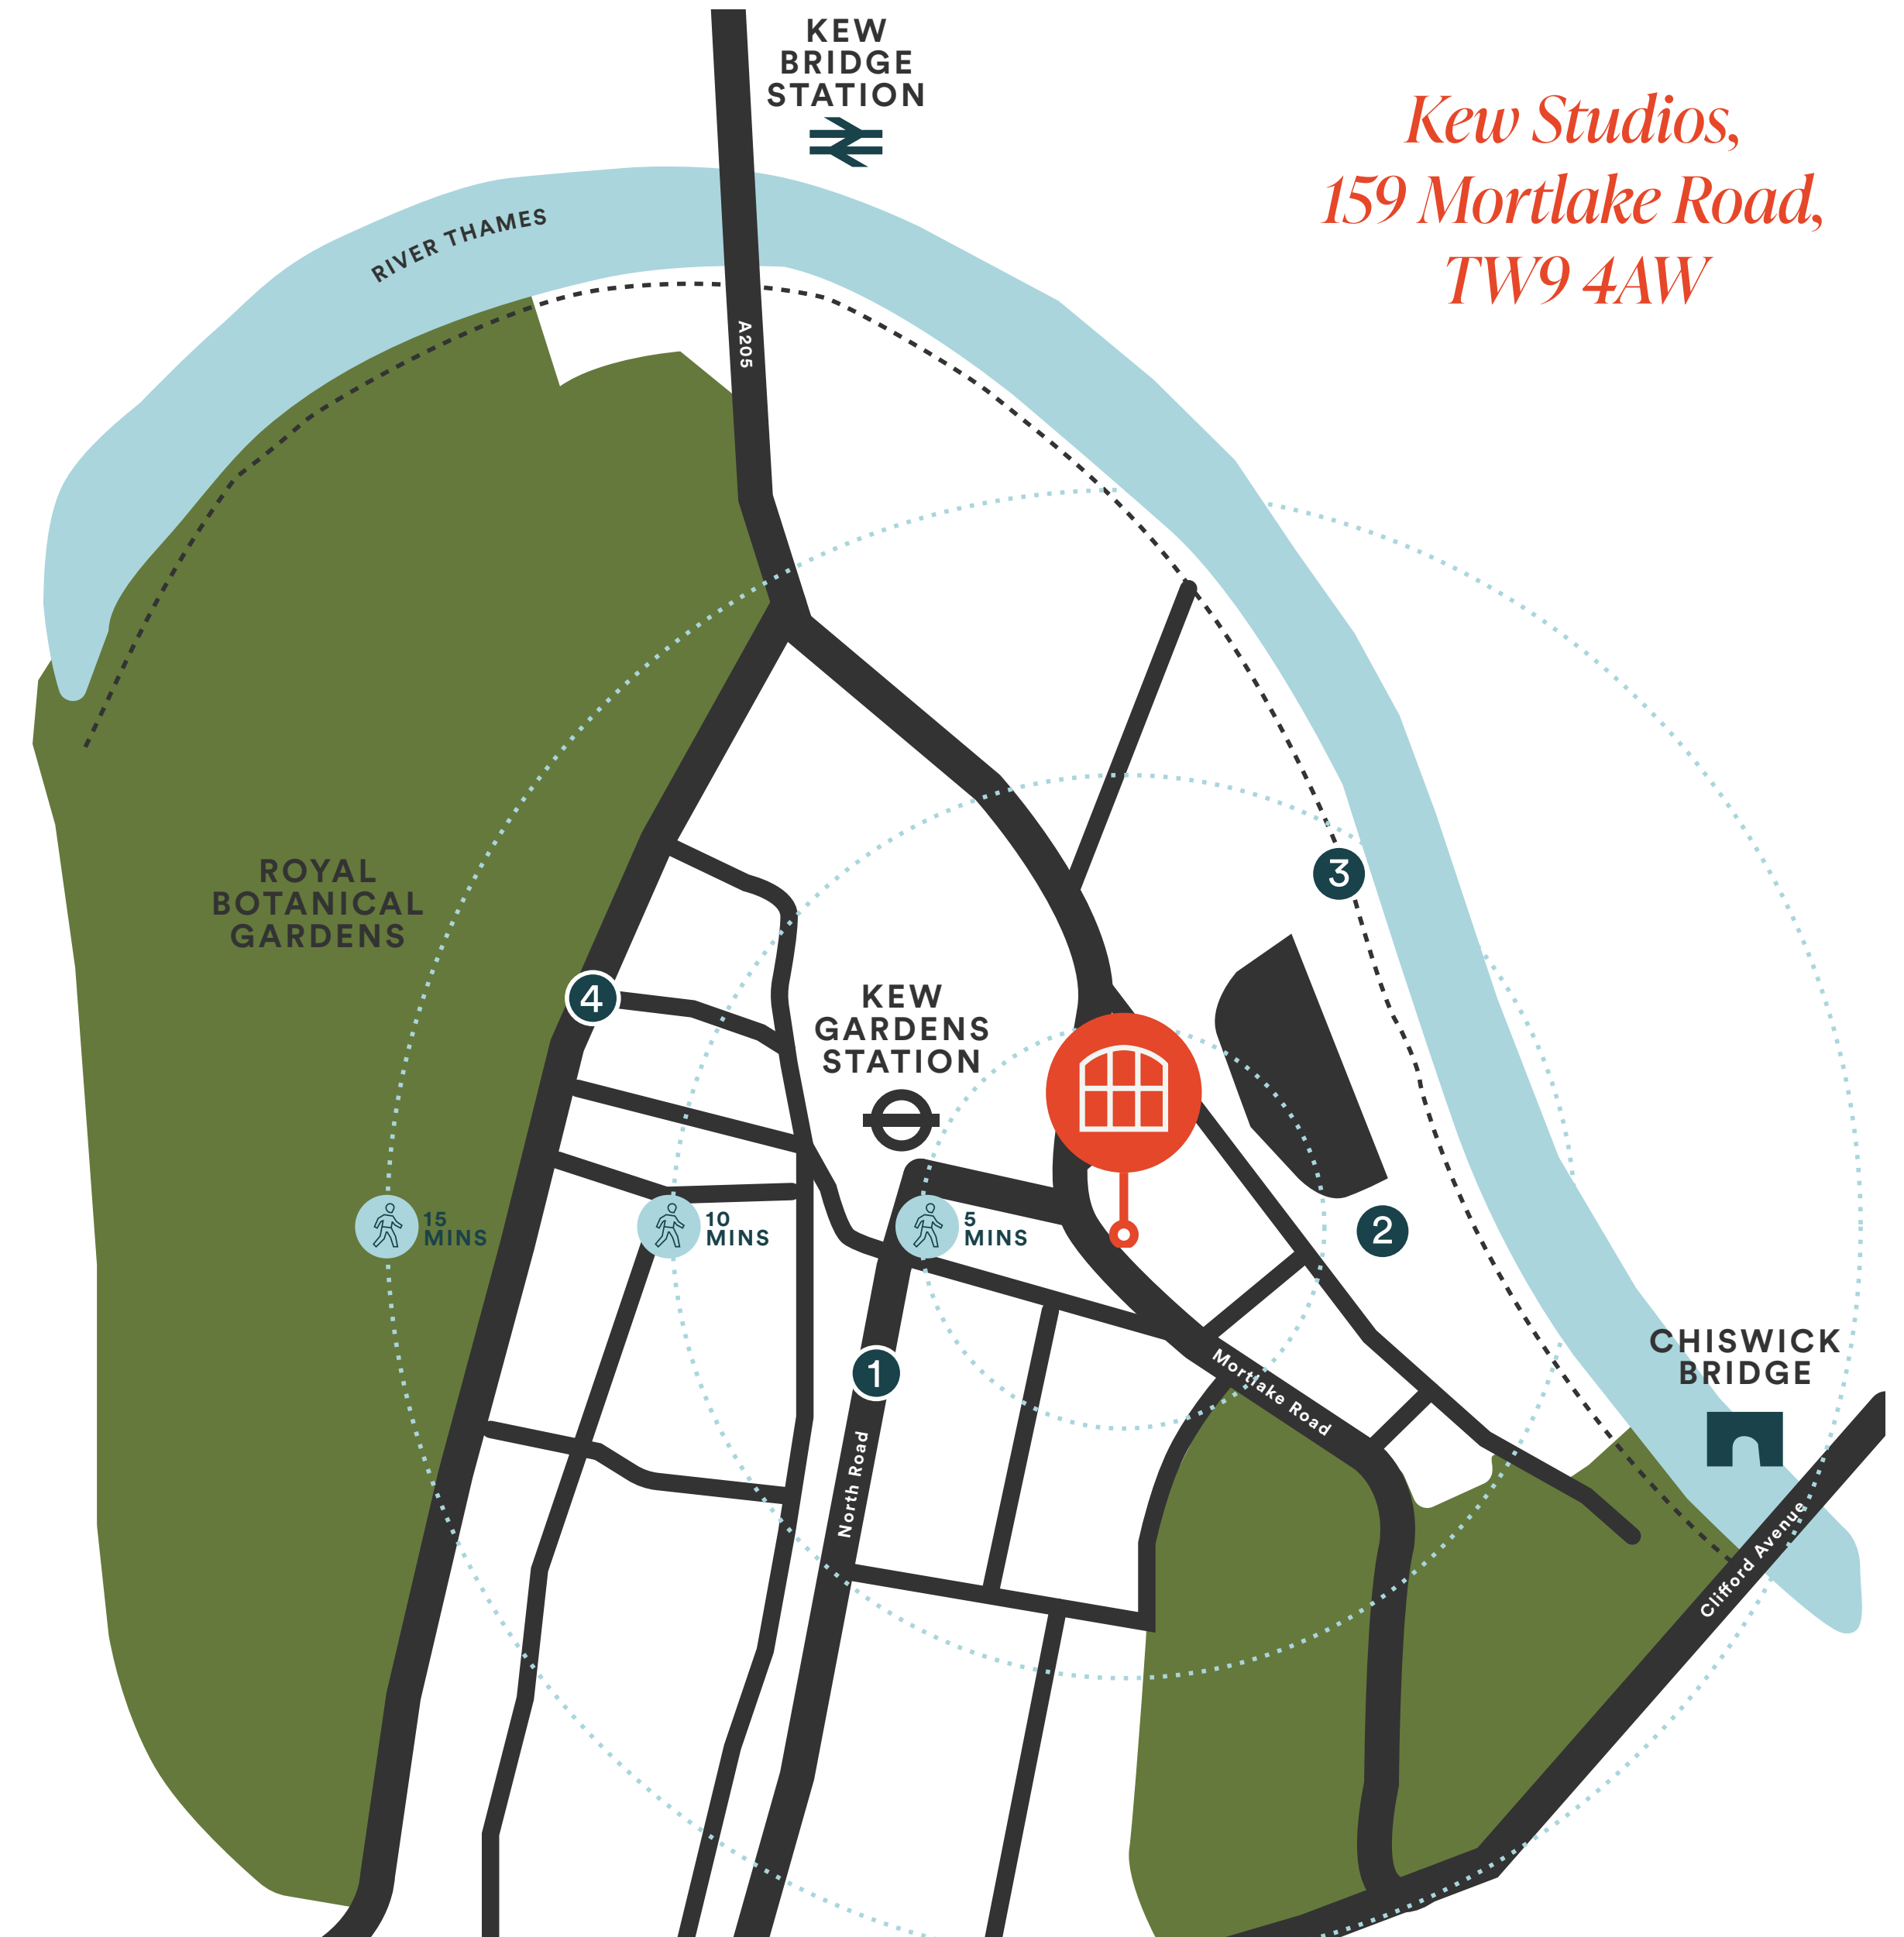 KEW
BRIDGE
STATION
Kew Studios,
159 Mortlake Road,
TW9 4AW
RIVER THAMES
A205
ROYAL
BOTANICAL
GARDENS
3
4
KEW
GARDENS
STATION
15
MINS
10
MINS
5
MINS
2
CHISWICK
BRIDGE
1
Mortlake Road
North Road
Clifford Avenue